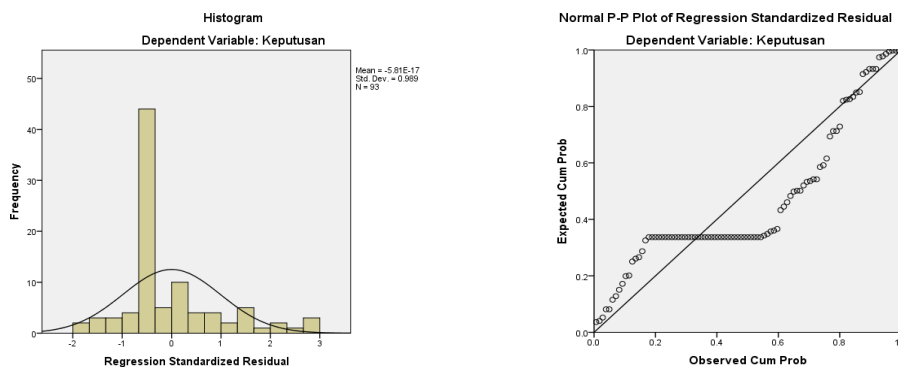 Histogram
Dependent Variable: Keputusan
Mean = -5.81E-17
Std. Dev. = 0.989
N = 93
Frequency
50
40
30
20
10
0
-2 -1 0 1 2 3
Regression Standardized Residual
Normal P-P Plot of Regression Standardized Residual
Dependent Variable: Keputusan
Expected Cum Prob
1.0
0.8
0.6
0.4
0.2
0.0
0.0 0.2 0.4 0.6 0.8
Observed Cum Prob